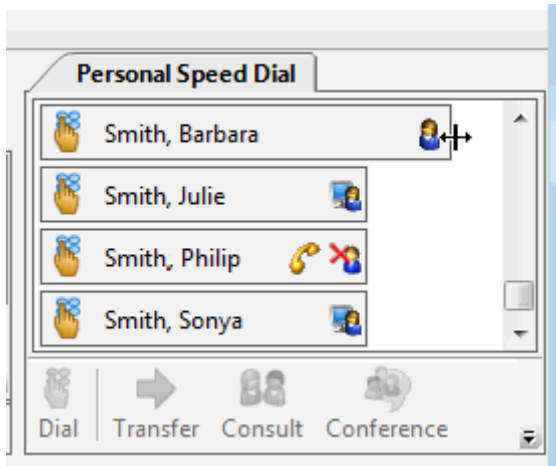 Personal Speed Dial
Smith, Barbara
Smith, Julie
Smith, Philip
Smith, Sonya
Dial Transfer Consult Conference